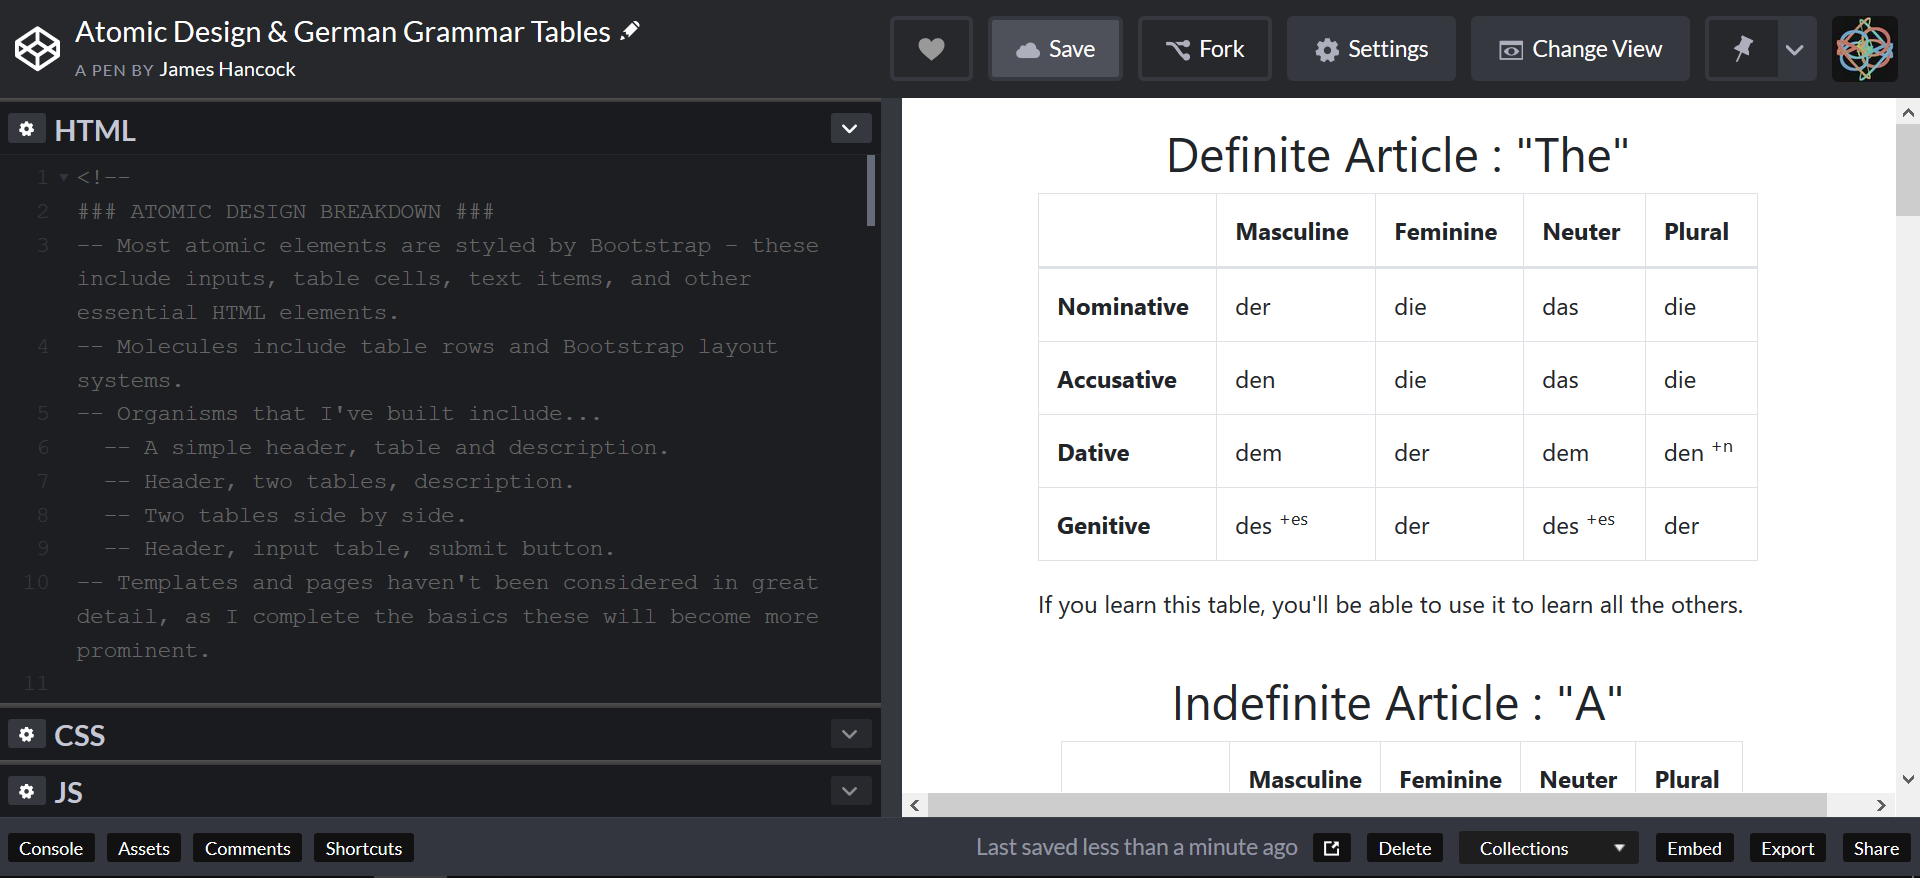 Atomic Design & German Grammar Tables
A PEN BY James Hancock
Save
Fork
Settings
Change View
HTML
1 <!--
2 ### ATOMIC DESIGN BREAKDOWN ###
3 -- Most atomic elements are styled by Bootstrap - these
include inputs, table cells, text items, and other
essential HTML elements.
4 -- Molecules include table rows and Bootstrap layout
systems.
5 -- Organisms that I've built include...
6 -- A simple header, table and description.
7 -- Header, two tables, description.
8 -- Two tables side by side.
9 -- Header, input table, submit button.
10 -- Templates and pages haven't been considered in great
detail, as I complete the basics these will become more
prominent.
11
CSS
JS
Definite Article : "The"
Masculine Feminine Neuter Plural
Nominative der die das die
Accusative den die das die
Dative dem der dem den +n
Genitive des +es der des +es der
If you learn this table, you'll be able to use it to learn all the others.
Indefinite Article : "A"
Masculine Feminine Neuter Plural
Console Assets Comments Shortcuts
Last saved less than a minute ago
Delete Collections Embed Export Share